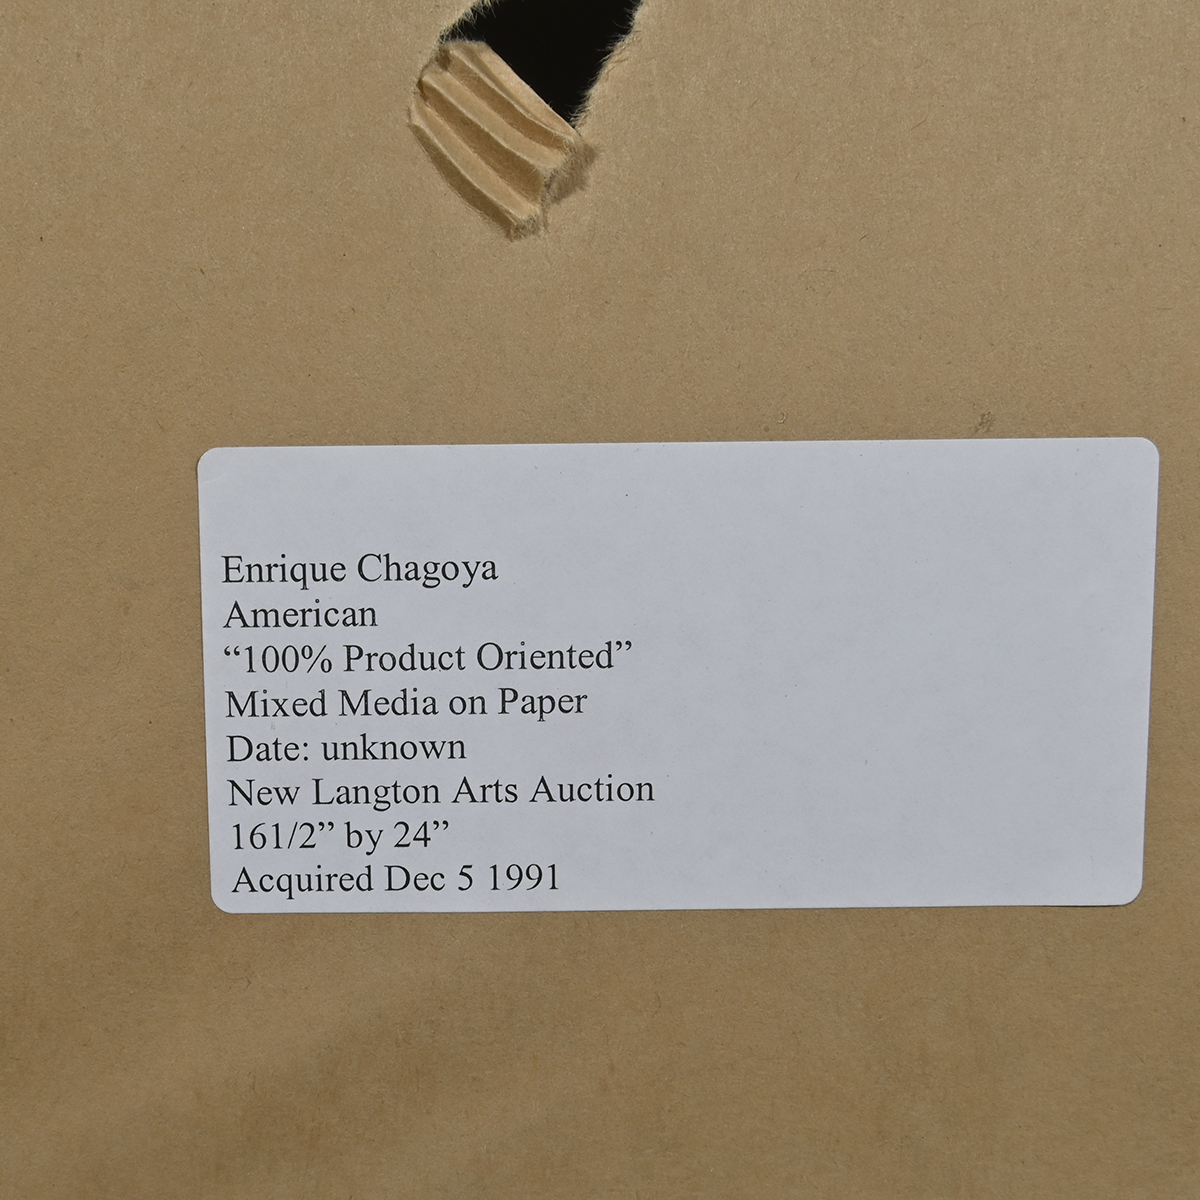 Enrique Chagoya
American
“100% Product Oriented”
Mixed Media on Paper
Date: unknown
New Langton Arts Auction
161/2” by 24”
Acquired Dec 5 1991